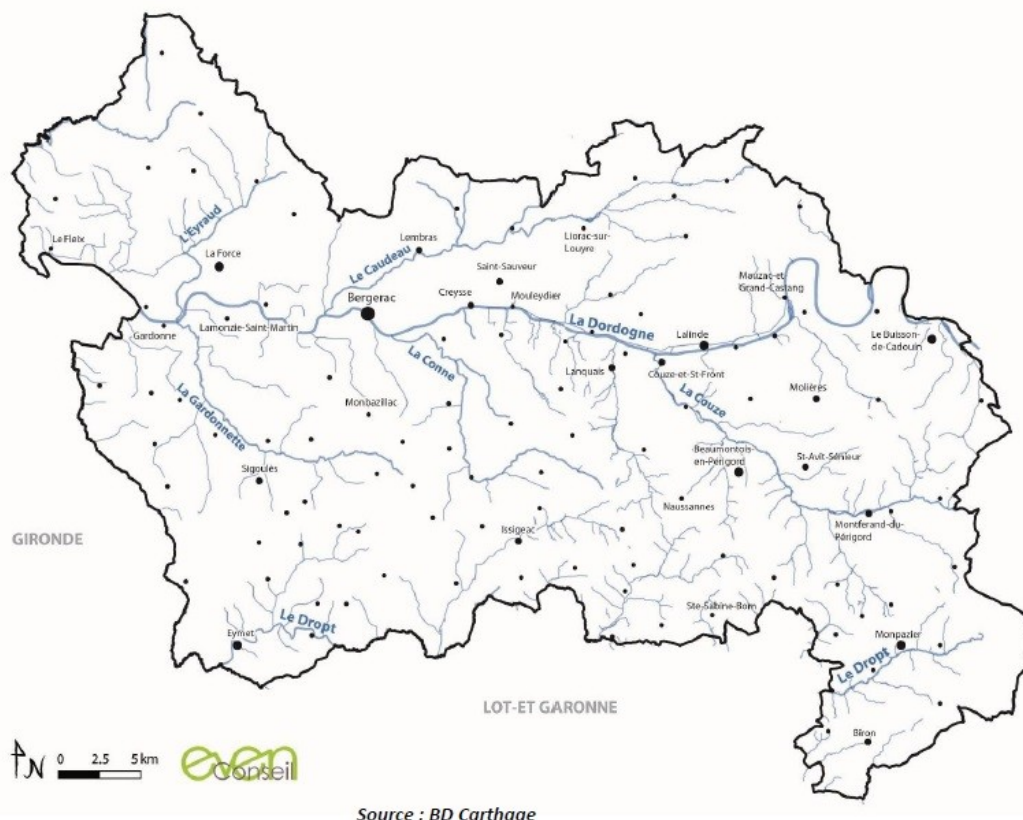 Le Fleix
L'Eyraud
La Force
Lembras
Le Caudeau
Liorac-sur-
Louyre
Saint-Sauveur
Bergerac
Creysse
Mouleydier
Mauzac-et-
Grand-Castang
Gardonne
Lamonzie-Saint-Martin
La Dordogne
Lalinde
Le Buisson-
de-Cadouin
La Conne
Lanquais
Couze-et-St-Front
La Gardonnette
Monbazillac
La Couze
Molières
Sigoulès
Beaumontois-
en-Périgord
St-Avit-Sénieur
Naussannes
Montferand-du-
Périgord
GIRONDE
Issigeac
Eymet
Le Dropt
Ste-Sabine-Born
Monpazier
Le Dropt
Biron
LOT-ET GARONNE
N
0 2.5 5 km
even
Conseil
Source : BD Carthage